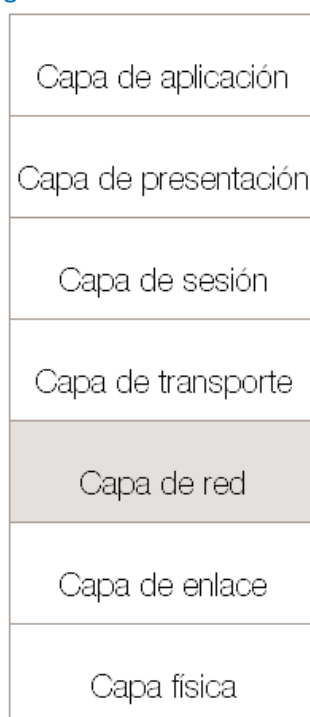 Capa de aplicación
Capa de presentación
Capa de sesión
Capa de transporte
Capa de red
Capa de enlace
Capa física